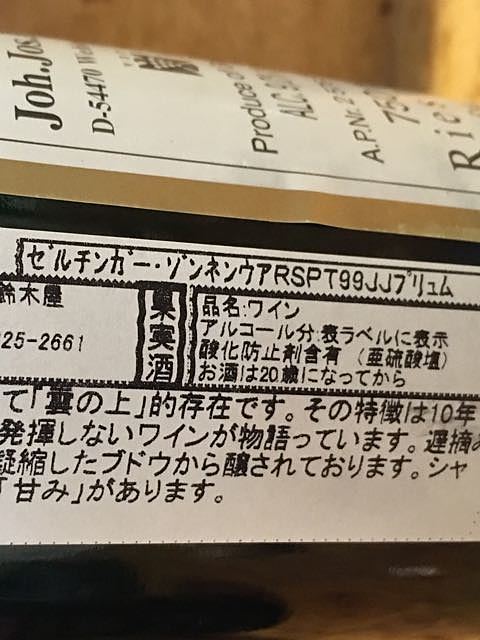 Joh.Jos.
D-54470
Produce of
ALC.
A.P.Nr. 2 5
75
Ries
ゼルチンガー・ゾンネンウアRSPT99JJプリュム
鈴木屋
25-2661
果実酒
品名:ワイン
アルコール分:表ラベルに表示
酸化防止剤含有(亜硫酸塩)
お酒は20歳になってから
て「雲の上」的存在です。その特徴は10年
発揮しないワインが物語っています。遅摘み
凝縮したブドウから醸されております。シャ
「甘み」があります。